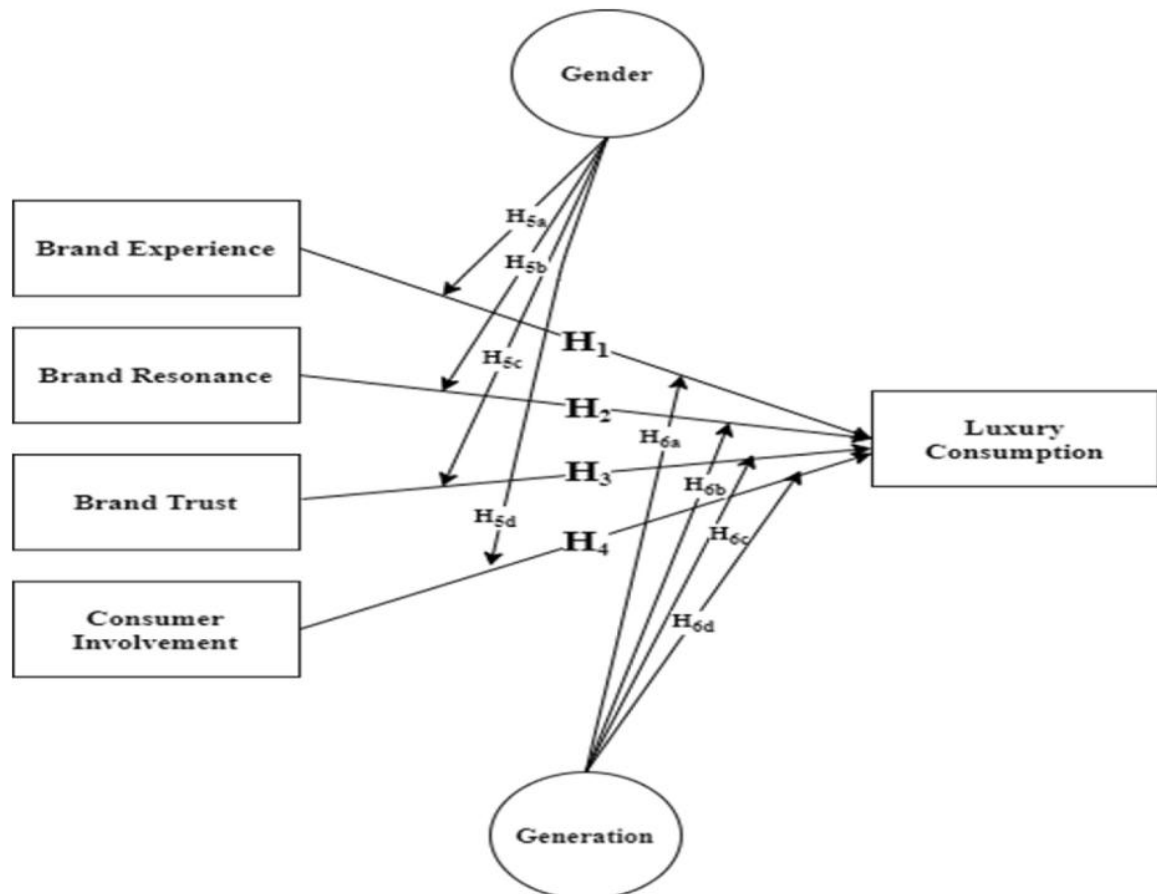 Gender
H5a
Brand Experience
H5b
H1
H5c
Brand Resonance
H2
Luxury
Consumption
H6a
H3
H6b
Brand Trust
H5d
H4
H6c
Consumer
Involvement
H6d
Generation